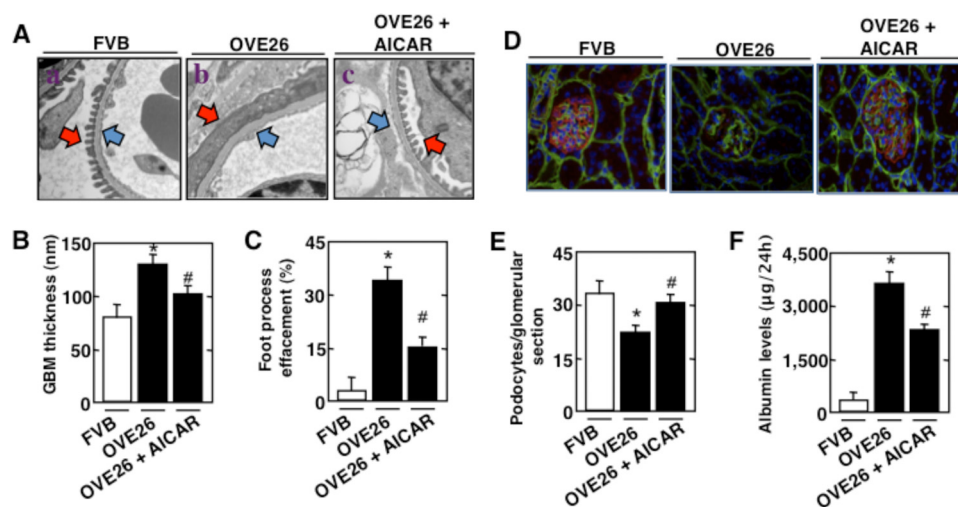 A
FVB
OVE26
OVE26 +
AICAR
a
b
c
D
FVB
OVE26
OVE26 +
AICAR
B
GBM thickness (nm)
150
100
50
0
*
#
FVB
OVE26
OVE26 + AICAR
C
Foot process
effacement (%)
45
30
15
0
*
#
FVB
OVE26
OVE26 + AICAR
E
Podocytes/glomerular
section
45
30
15
0
*
#
FVB
OVE26
OVE26 + AICAR
F
Albumin levels (µg/24h)
4,500
3,000
1,500
0
*
#
FVB
OVE26
OVE26 + AICAR